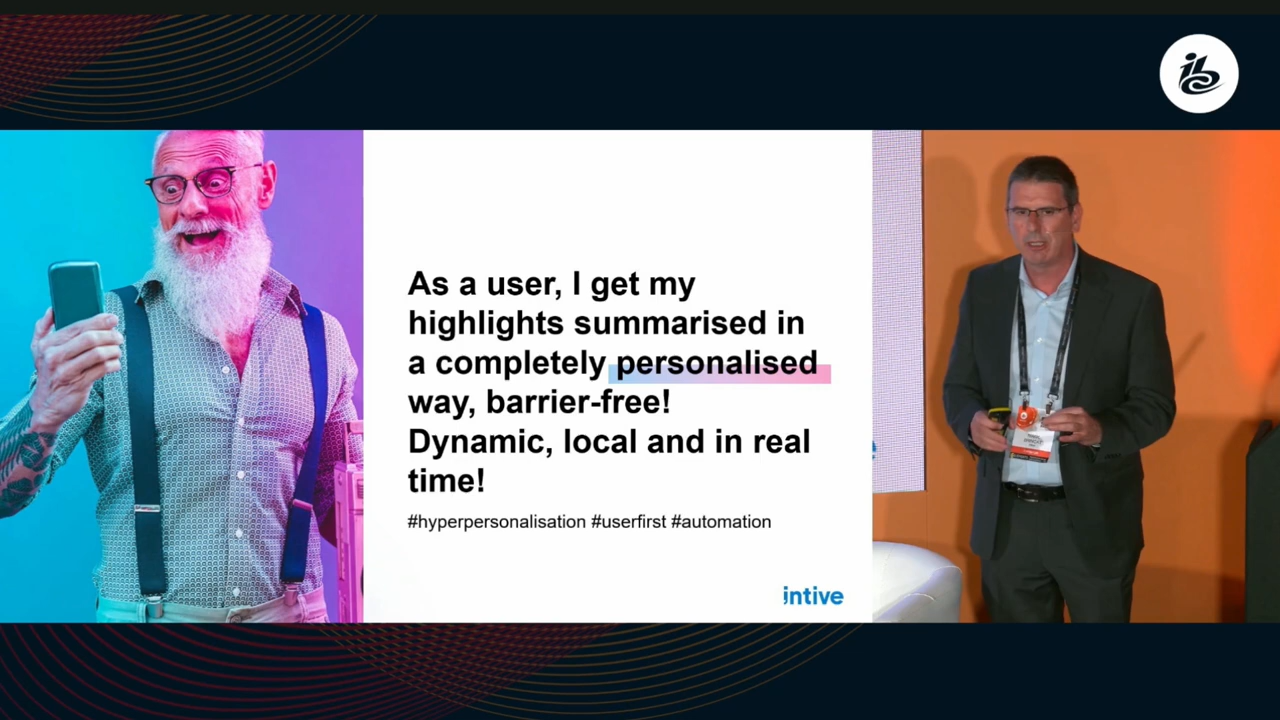 ibc
As a user, I get my
highlights summarised in
a completely personalised
way, barrier-free!
Dynamic, local and in real
time!
#hyperpersonalisation #userfirst #automation
intive